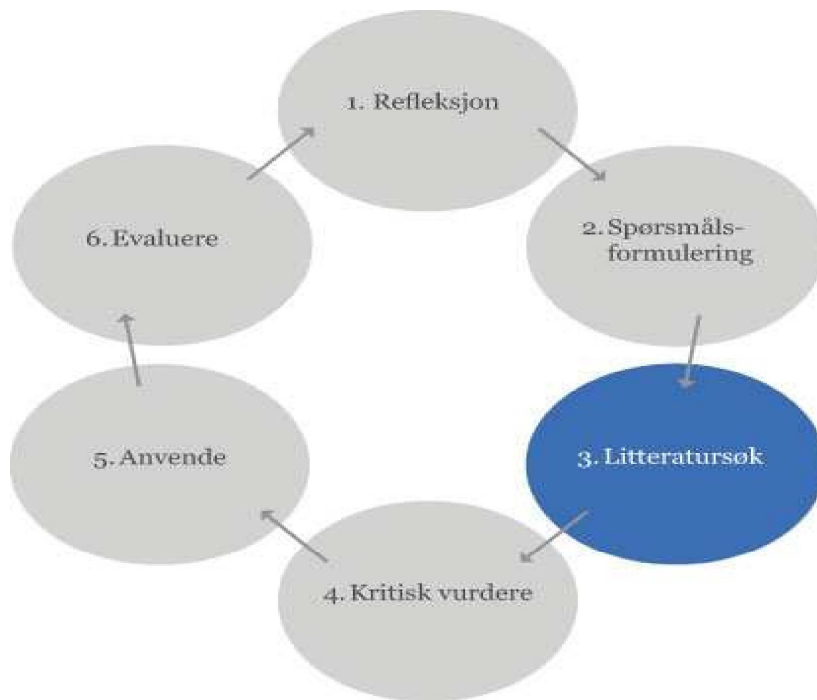 1. Refleksjon
2. Spørsmåls-
formulering
3. Litteratursøk
4. Kritisk vurdere
5. Anvende
6. Evaluere